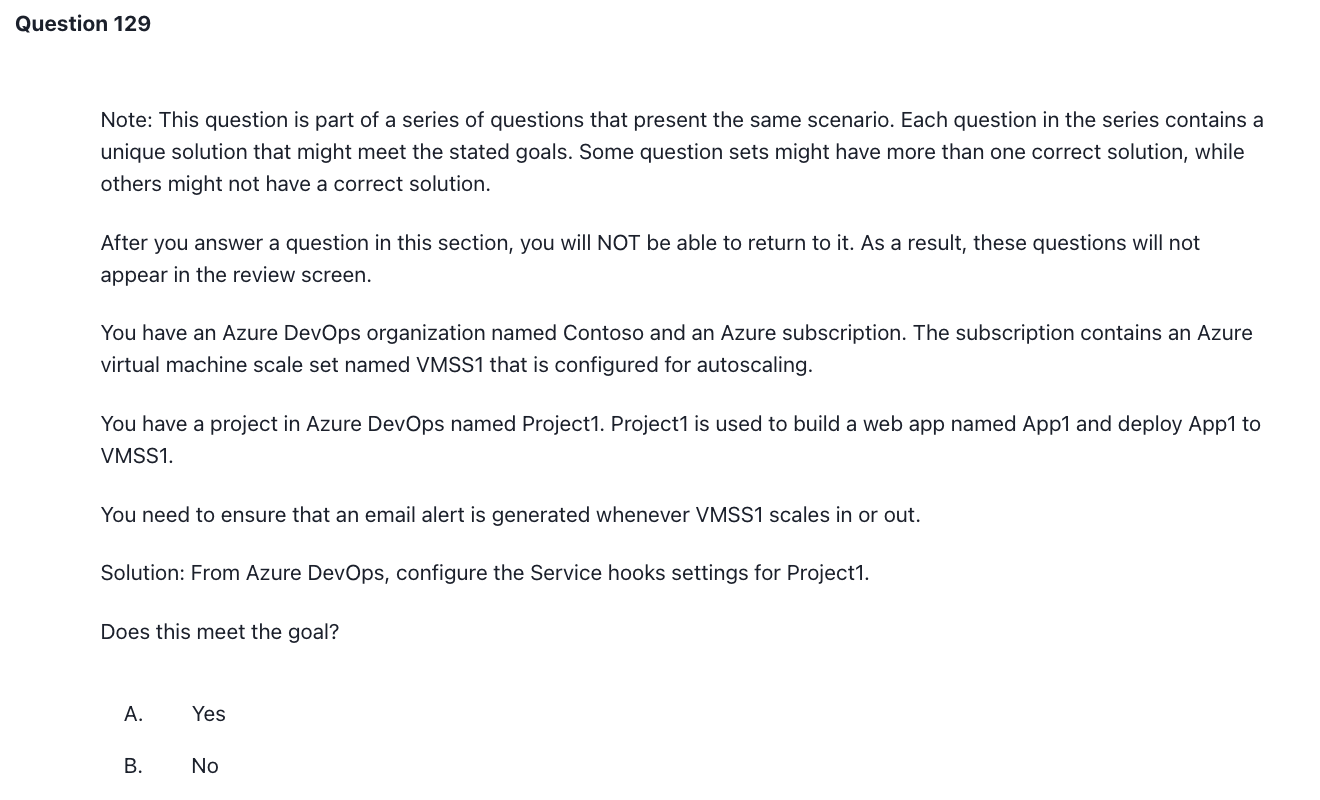 Question 129
Note: This question is part of a series of questions that present the same scenario. Each question in the series contains a
unique solution that might meet the stated goals. Some question sets might have more than one correct solution, while
others might not have a correct solution.
After you answer a question in this section, you will NOT be able to return to it. As a result, these questions will not
appear in the review screen.
You have an Azure DevOps organization named Contoso and an Azure subscription. The subscription contains an Azure
virtual machine scale set named VMSS1 that is configured for autoscaling.
You have a project in Azure DevOps named Project1. Project1 is used to build a web app named App1 and deploy App1 to
VMSS1.
You need to ensure that an email alert is generated whenever VMSS1 scales in or out.
Solution: From Azure DevOps, configure the Service hooks settings for Project1.
Does this meet the goal?
A. Yes
B. No